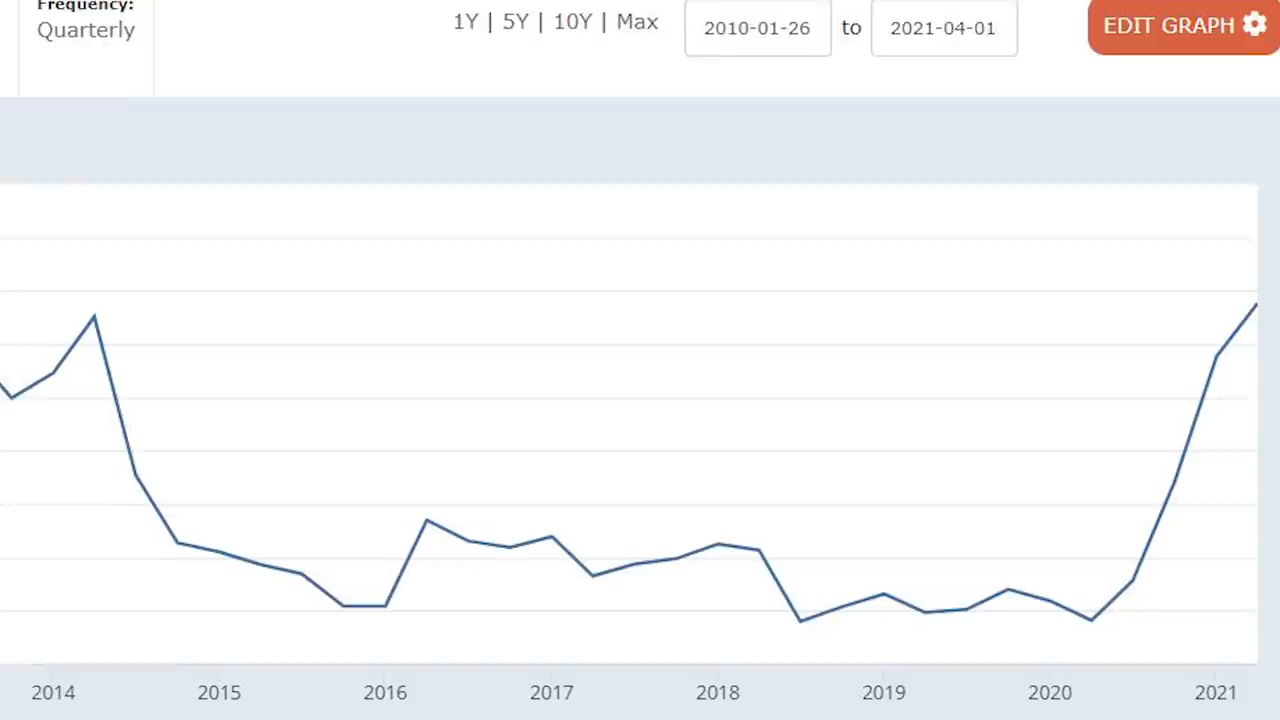 Frequency:
Quarterly
1Y | 5Y | 10Y | Max
2010-01-26 to 2021-04-01
EDIT GRAPH
2014 2015 2016 2017 2018 2019 2020 2021